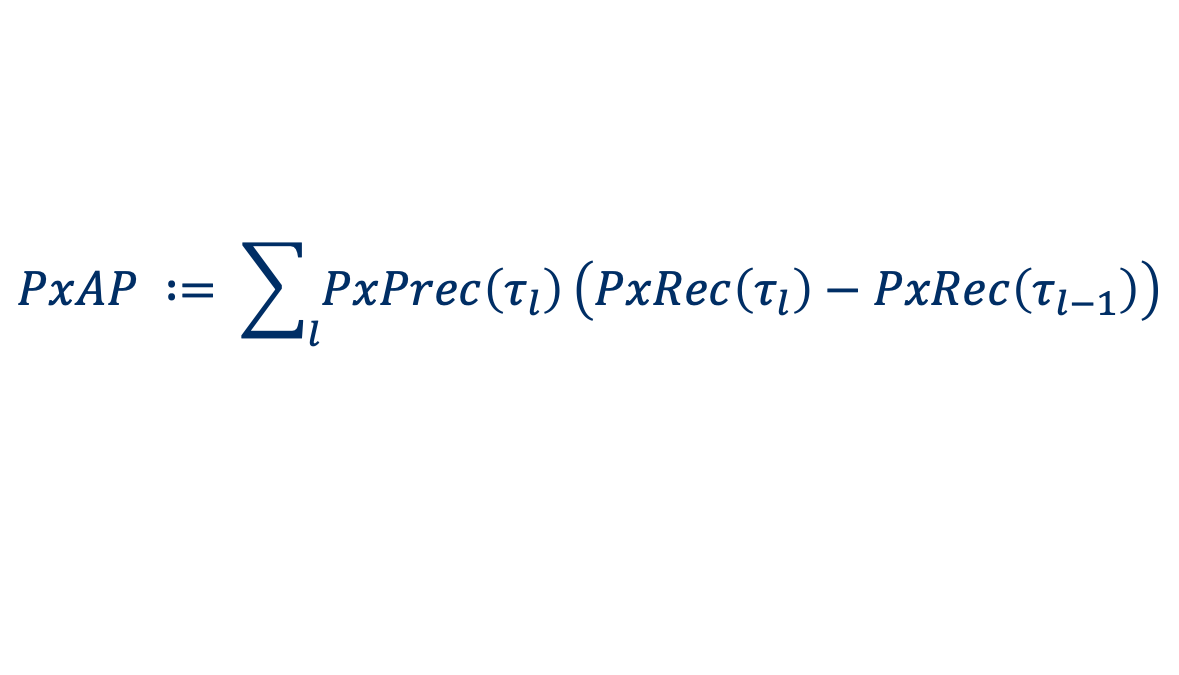 PxAP := ∑_l PxPrec(τ_l) (PxRec(τ_l) − PxRec(τ_{l−1}))